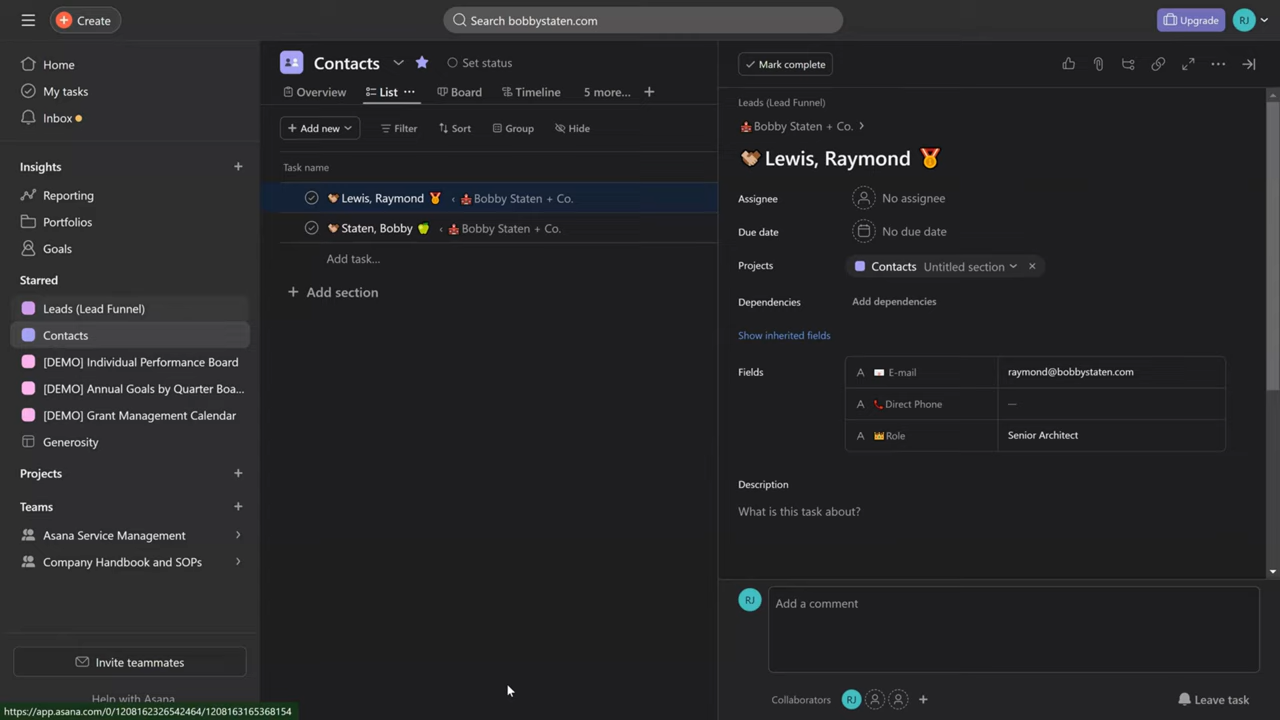 Create
Search bobbystaten.com
Upgrade
RJ
Home
My tasks
Inbox
Insights
Reporting
Portfolios
Goals
Starred
Leads (Lead Funnel)
Contacts
[DEMO] Individual Performance Board
[DEMO] Annual Goals by Quarter Boa...
[DEMO] Grant Management Calendar
Generosity
Projects
Teams
Asana Service Management
Company Handbook and SOPs
Invite teammates
Help with Asana
https://app.asana.com/0/1208162326542464/1208163165368154
Contacts
Set status
Overview
List
Board
Timeline
5 more...
Add new
Filter
Sort
Group
Hide
Task name
Lewis, Raymond ‹ Bobby Staten + Co.
Staten, Bobby ‹ Bobby Staten + Co.
Add task...
Add section
Mark complete
Leads (Lead Funnel)
Bobby Staten + Co.
Lewis, Raymond
Assignee No assignee
Due date No due date
Projects Contacts Untitled section
Dependencies Add dependencies
Show inherited fields
Fields
A E-mail raymond@bobbystaten.com
A Direct Phone —
A Role Senior Architect
Description
What is this task about?
RJ
Add a comment
Collaborators
RJ
Leave task